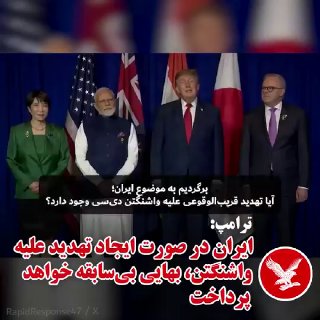 برگردیم به موضوع ایران؛
آیا تهدید قریب‌الوقوعی علیه واشنگتن دی‌سی وجود دارد؟
ترامپ:
ایران در صورت ایجاد تهدید علیه
واشنگتن، بهایی بی‌سابقه خواهد
پرداخت
RapidResponse47 / X